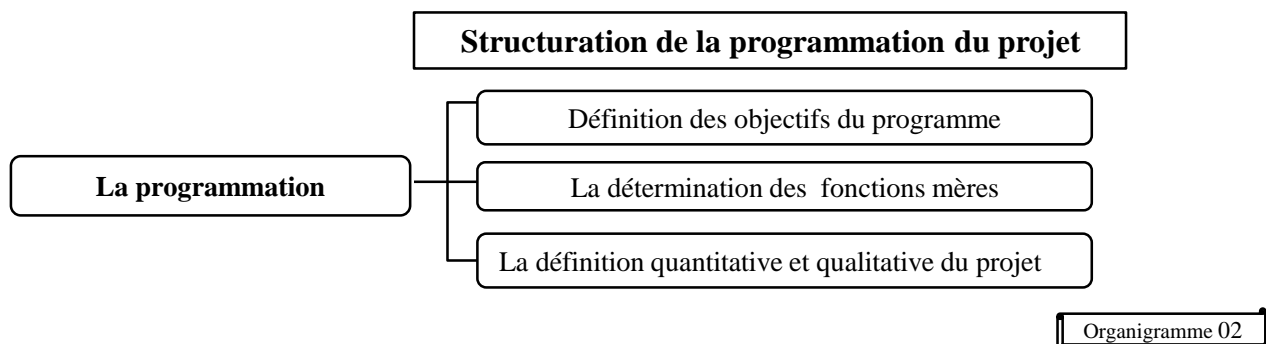 Structuration de la programmation du projet
Définition des objectifs du programme
La programmation
La détermination des fonctions mères
La définition quantitative et qualitative du projet
Organigramme 02